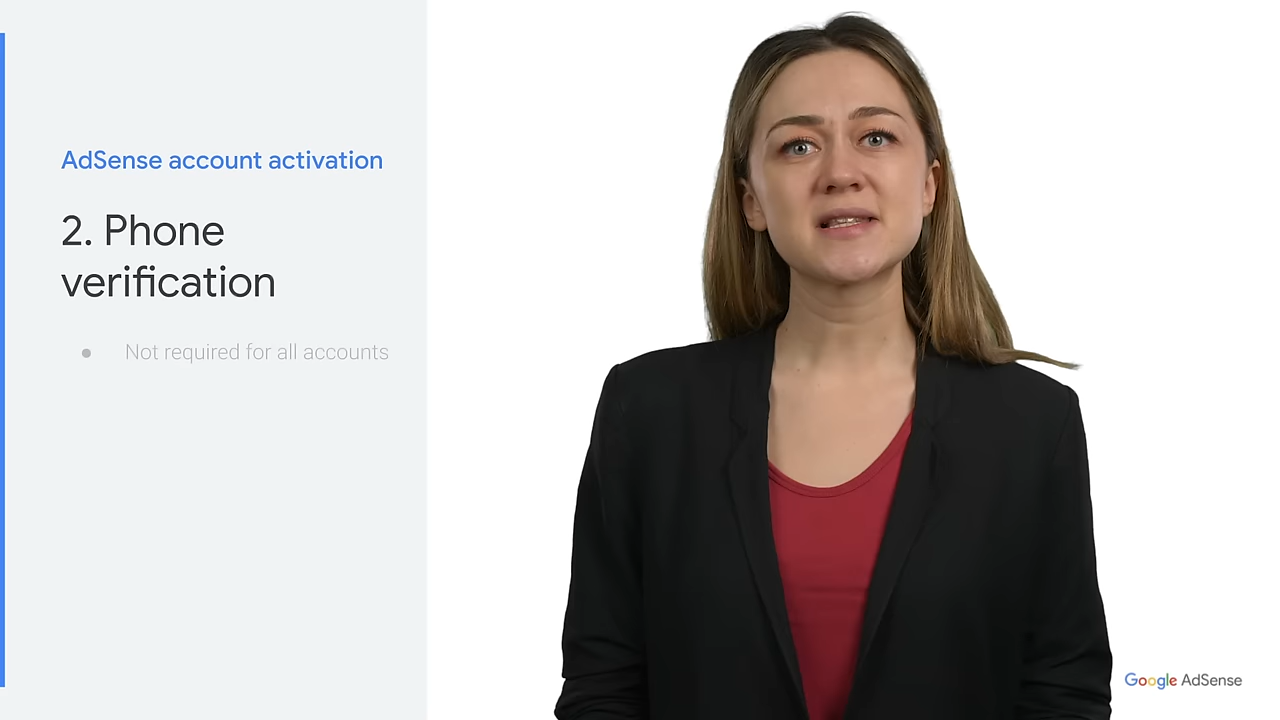 AdSense account activation
2. Phone
verification
● Not required for all accounts
Google AdSense